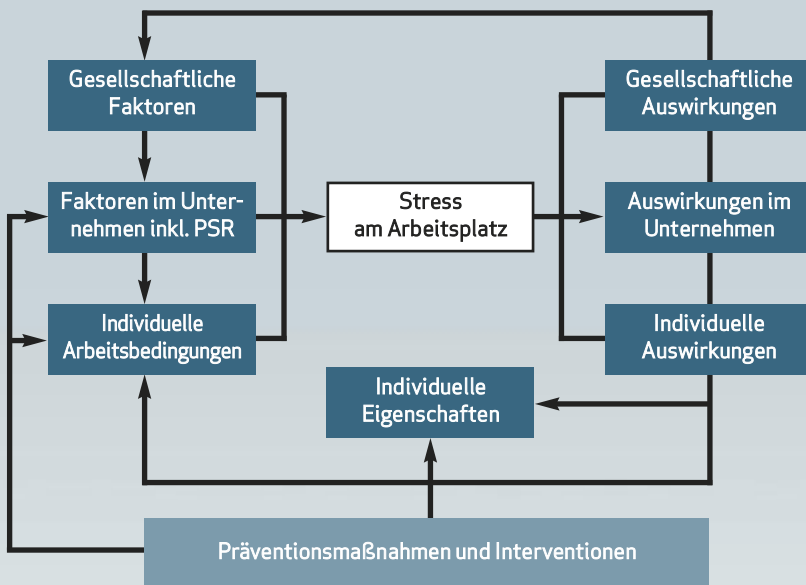 Gesellschaftliche
Faktoren
Gesellschaftliche
Auswirkungen
Faktoren im Unter-
nehmen inkl. PSR
Stress
am Arbeitsplatz
Auswirkungen im
Unternehmen
Individuelle
Arbeitsbedingungen
Individuelle
Auswirkungen
Individuelle
Eigenschaften
Präventionsmaßnahmen und Interventionen